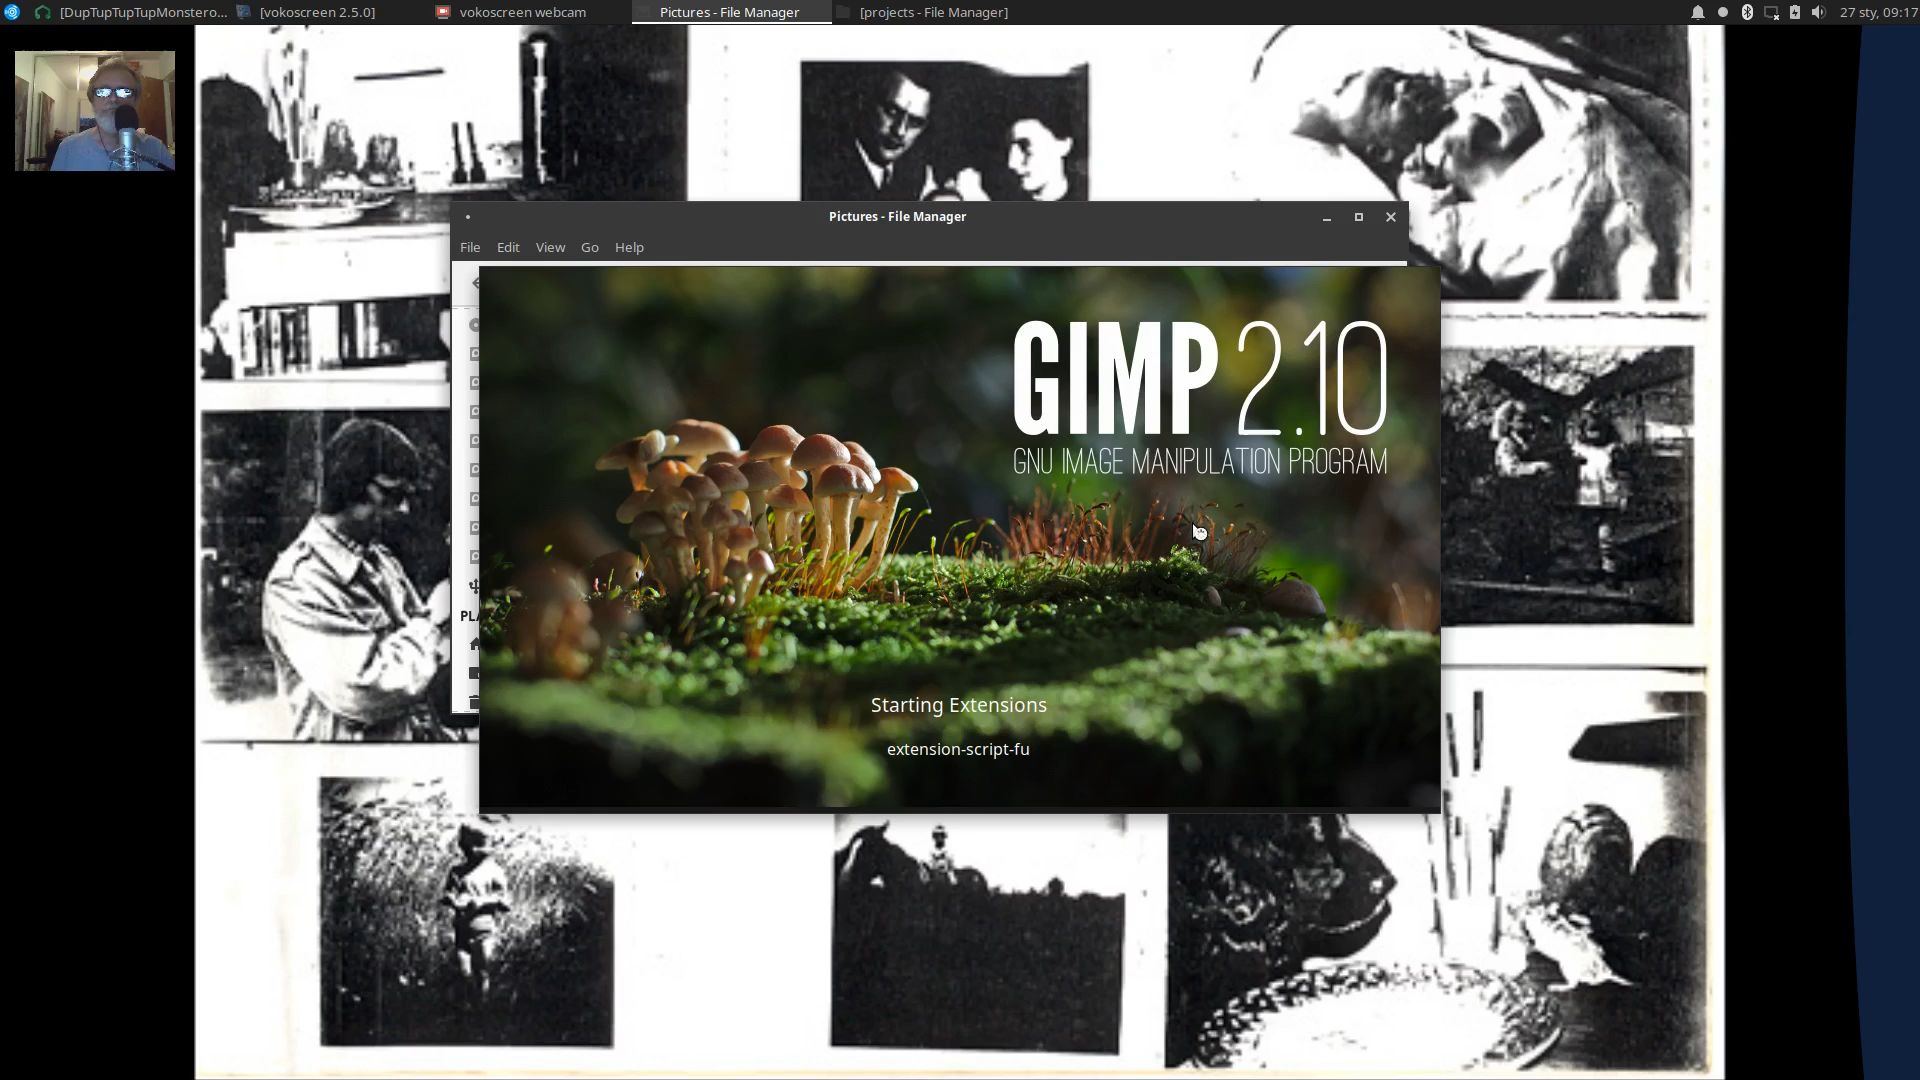 [DupTupTupTupMonstero...
[vokoscreen 2.5.0]
vokoscreen webcam
Pictures - File Manager
[projects - File Manager]
27 sty, 09:17
Pictures - File Manager
File Edit View Go Help
GIMP 2.10
GNU IMAGE MANIPULATION PROGRAM
PLA
Starting Extensions
extension-script-fu